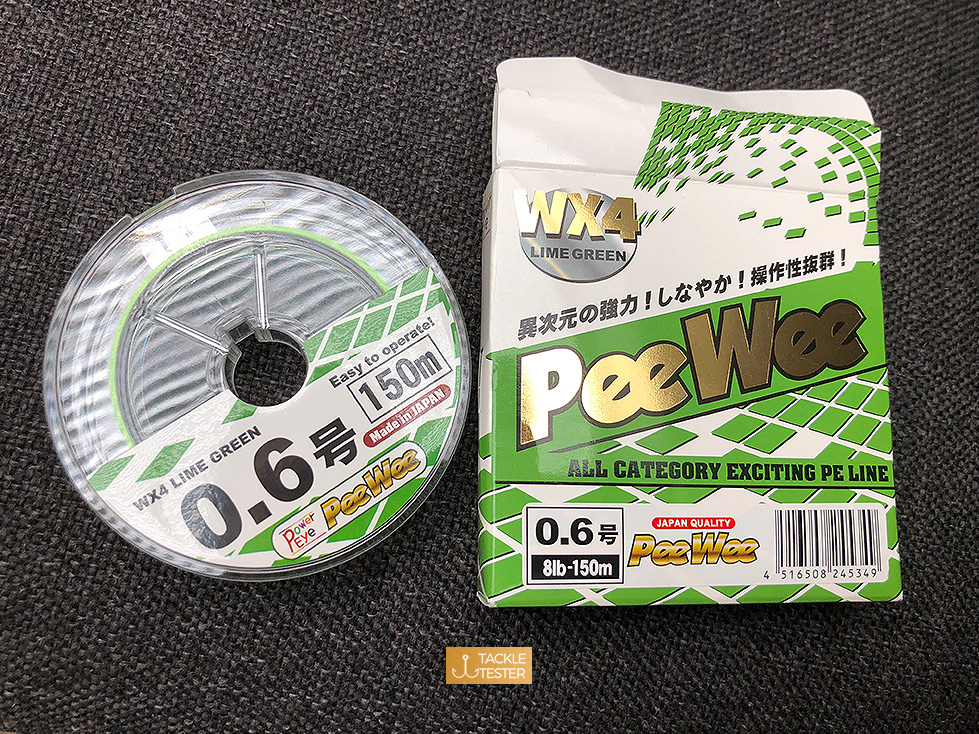 Easy to operate!
150m
Made in JAPAN
WX4 LIME GREEN
0.6号
Power Eye
PeeWee
WX4
LIME GREEN
異次元の強力！しなやか！操作性抜群！
PeeWee
ALL CATEGORY EXCITING PE LINE
0.6号
8lb-150m
JAPAN QUALITY
PeeWee
4 516508 245349
TACKLE
TESTER